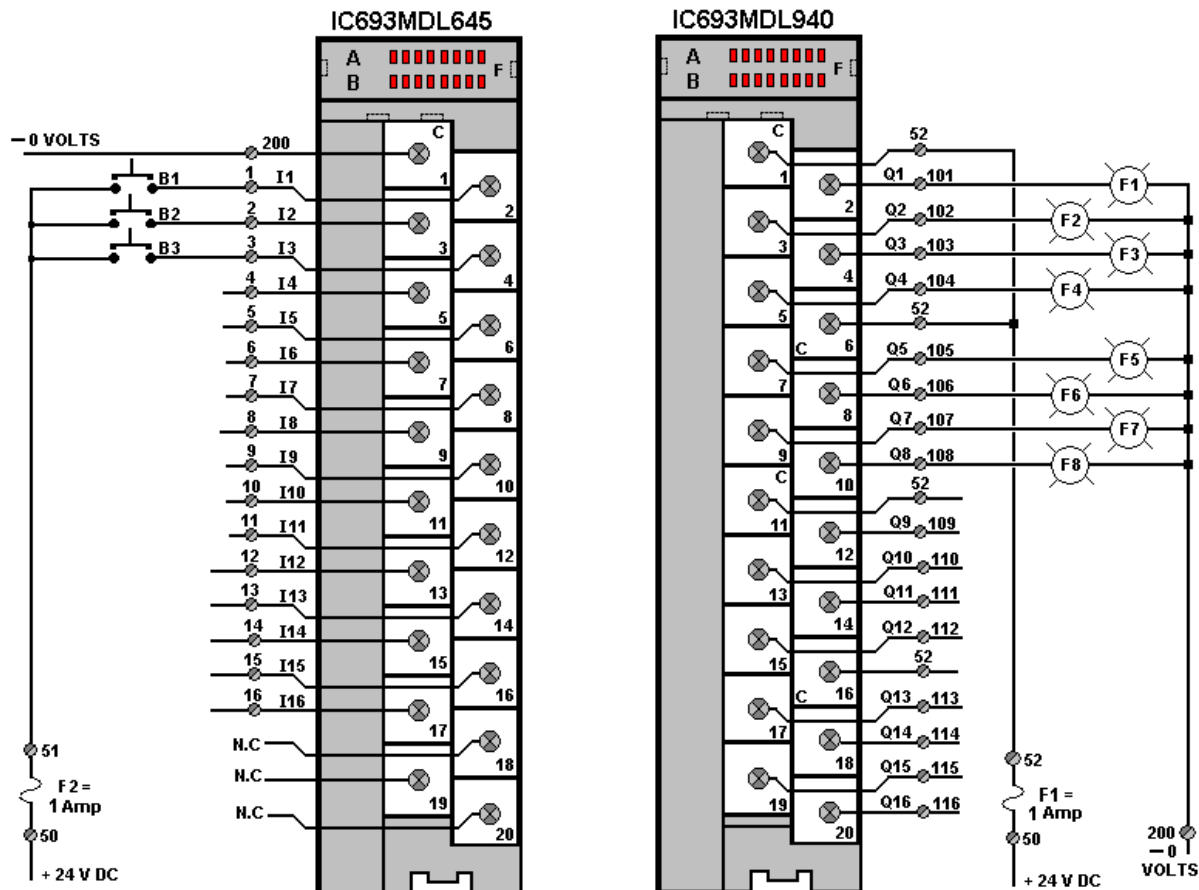 IC693MDL645
IC693MDL940
A
B
F
A
B
F
— 0 VOLTS
200
C
B1
1
I1
1
B2
2
I2
2
B3
3
I3
3
4
I4
4
5
I5
5
6
I6
6
7
I7
7
8
I8
8
9
I9
9
10
I10
10
11
I11
11
12
I12
12
13
I13
13
14
I14
14
15
I15
15
16
I16
16
17
N.C
18
N.C
19
N.C
20
51
F2 =
1 Amp
50
+ 24 V DC
C
52
1
Q1 101
F1
2
Q2 102
F2
3
Q3 103
F3
4
Q4 104
F4
5
52
6
C
Q5 105
F5
7
Q6 106
F6
8
Q7 107
F7
9
Q8 108
F8
C
10
52
11
Q9 109
12
Q10 110
13
Q11 111
14
Q12 112
15
52
16
C
Q13 113
17
Q14 114
18
Q15 115
19
Q16 116
20
52
F1 =
1 Amp
50
+ 24 V DC
200
— 0
VOLTS